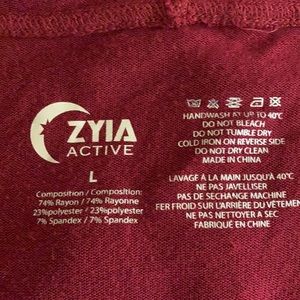 ZYIA
ACTIVE
L
Composition / Composition:
74% Rayon / 74% Rayonne
23%polyester / 23%polyester
7% Spandex / 7% Spandex
HANDWASH AT UP TO 40°C
DO NOT BLEACH
DO NOT TUMBLE DRY
COLD IRON ON REVERSE SIDE
DO NOT DRY CLEAN
MADE IN CHINA
LAVAGE À LA MAIN JUSQU'À 40°C
NE PAS JAVELLISER
PAS DE SECHAGE MACHINE
FER FROID SUR L'ARRIÈRE DU VÊTEMENT
NE PAS NETTOYER A SEC
FABRIQUÉ EN CHINE